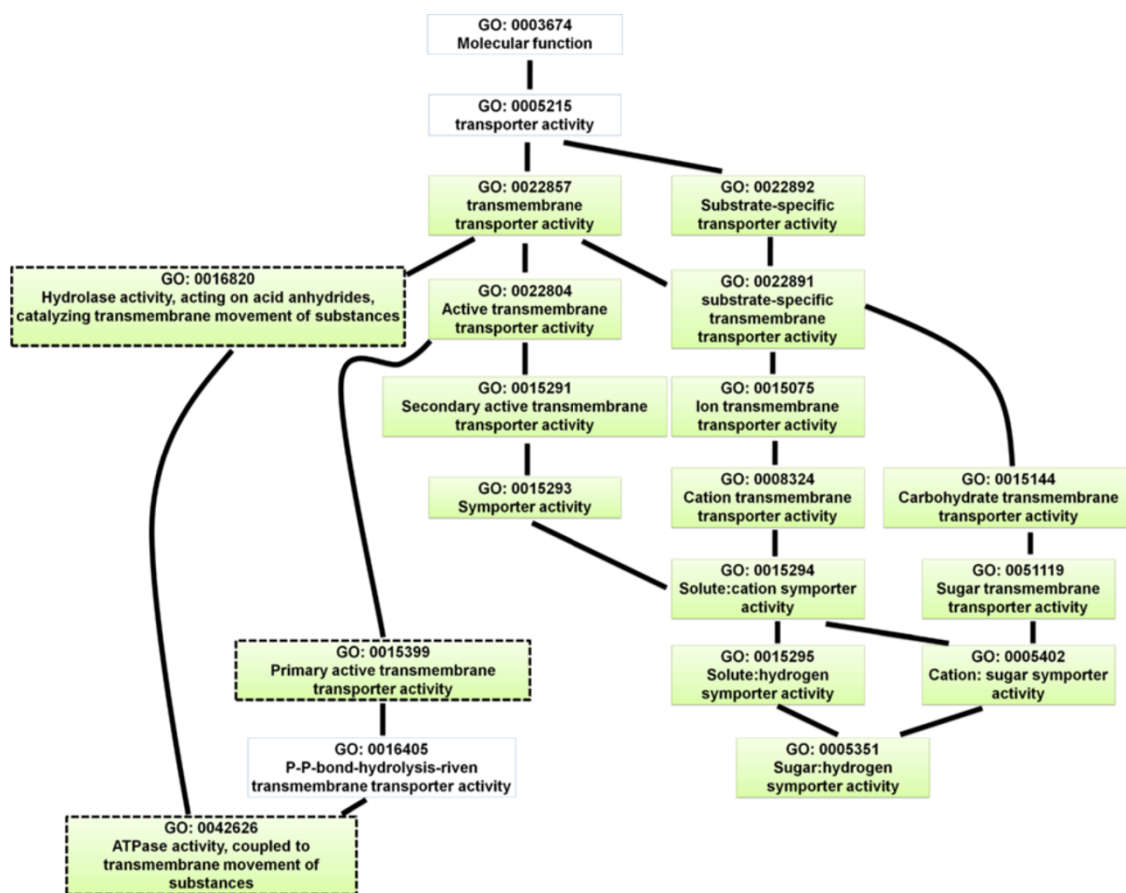 GO: 0003674
Molecular function
GO: 0005215
transporter activity
GO: 0022857
transmembrane
transporter activity
GO: 0022892
Substrate-specific
transporter activity
GO: 0016820
Hydrolase activity, acting on acid anhydrides,
catalyzing transmembrane movement of substances
GO: 0022804
Active transmembrane
transporter activity
GO: 0022891
substrate-specific
transmembrane
transporter activity
GO: 0015291
Secondary active transmembrane
transporter activity
GO: 0015075
Ion transmembrane
transporter activity
GO: 0015293
Symporter activity
GO: 0008324
Cation transmembrane
transporter activity
GO: 0015144
Carbohydrate transmembrane
transporter activity
GO: 0015294
Solute:cation symporter
activity
GO: 0051119
Sugar transmembrane
transporter activity
GO: 0015399
Primary active transmembrane
transporter activity
GO: 0015295
Solute:hydrogen
symporter activity
GO: 0005402
Cation: sugar symporter
activity
GO: 0016405
P-P-bond-hydrolysis-riven
transmembrane transporter activity
GO: 0005351
Sugar:hydrogen
symporter activity
GO: 0042626
ATPase activity, coupled to
transmembrane movement of
substances